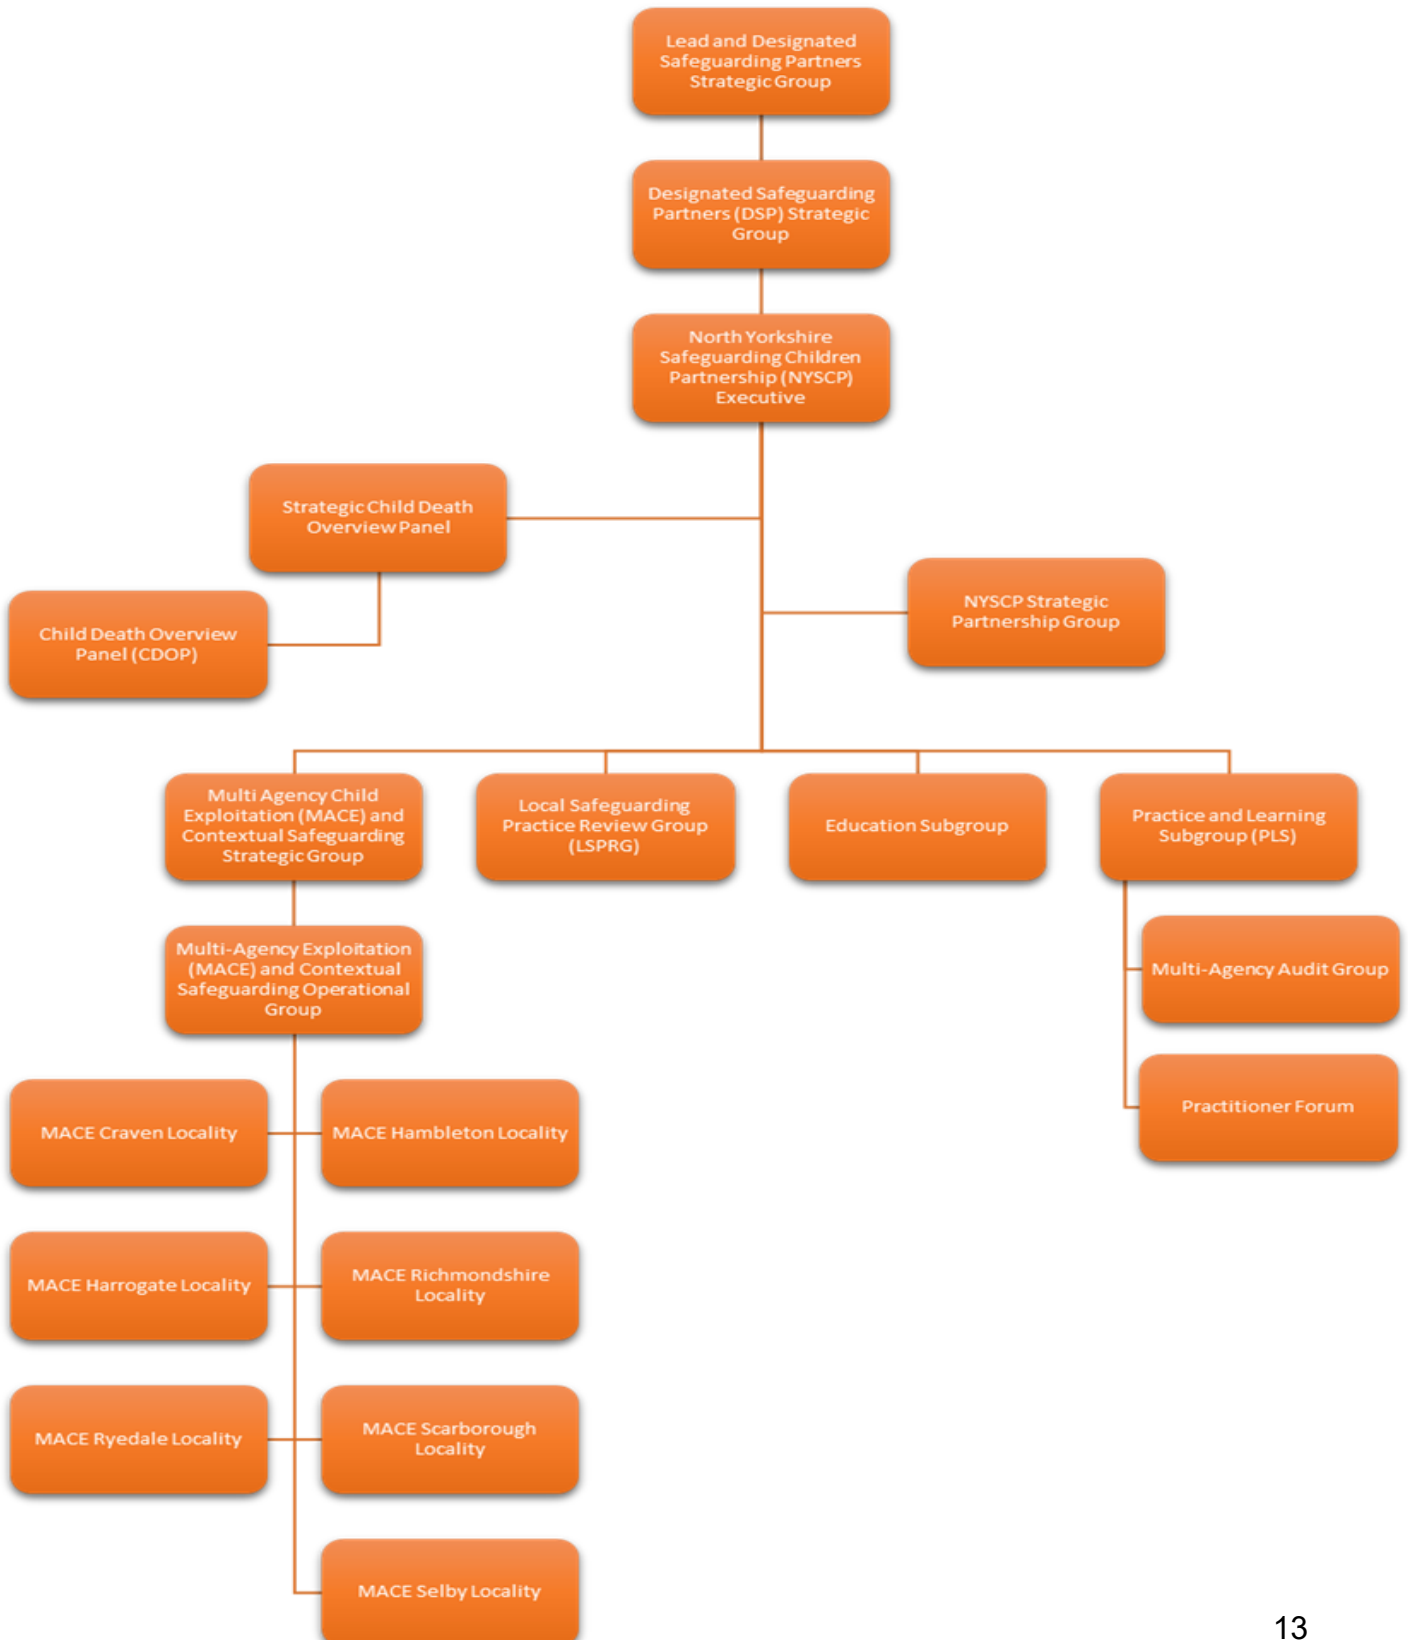 Lead and Designated
Safeguarding Partners
Strategic Group
Designated Safeguarding
Partners (DSP) Strategic
Group
North Yorkshire
Safeguarding Children
Partnership (NYSCP)
Executive
Strategic Child Death
Overview Panel
NYSCP Strategic
Partnership Group
Child Death Overview
Panel (CDOP)
Multi Agency Child
Exploitation (MACE) and
Contextual Safeguarding
Strategic Group
Local Safeguarding
Practice Review Group
(LSPRG)
Education Subgroup
Practice and Learning
Subgroup (PLS)
Multi-Agency Exploitation
(MACE) and Contextual
Safeguarding Operational
Group
Multi-Agency Audit Group
Practitioner Forum
MACE Craven Locality
MACE Hambleton Locality
MACE Harrogate Locality
MACE Richmondshire
Locality
MACE Ryedale Locality
MACE Scarborough
Locality
MACE Selby Locality
13